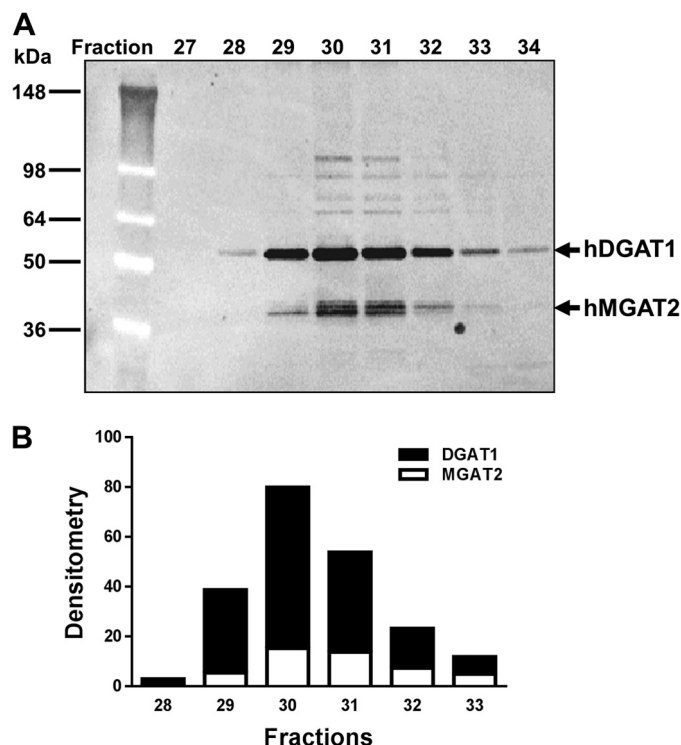 A
Fraction 27 28 29 30 31 32 33 34
kDa
148
98
64
hDGAT1
50
hMGAT2
36
B
100
DGAT1
80
MGAT2
60
40
20
0
Densitometry
28 29 30 31 32 33
Fractions